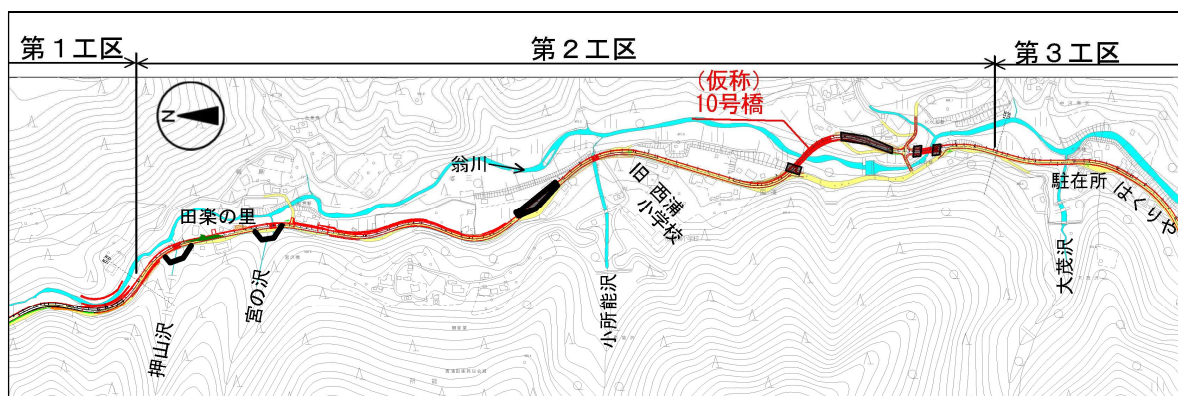 第1工区
第2工区
第3工区
N
(仮称)
10号橋
翁川
田楽の里
旧 西浦
小学校
駐在所
はくりや
押山沢
宮の沢
小所能沢
大茂沢